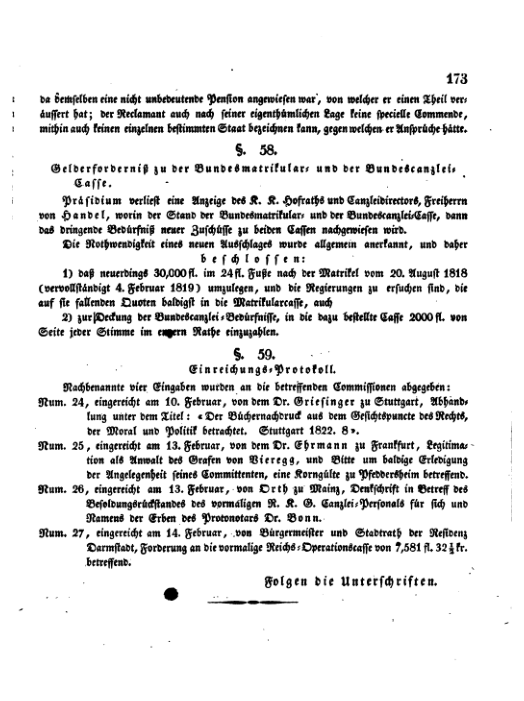 173
da demselben eine nicht unbedeutende Pension angewiesen war, von welcher er einen Theil ver-
äussert hat; der Reclamant auch nach seiner eigenthümlichen Lage keine specielle Commende,
mithin auch keinen einzelnen bestimmten Staat bezeichnen kann, gegen welchen er Ansprüche hätte.
§. 58.
Gelderforderniß zu der Bundesmatrikular- und der Bundescanzlei-
Casse.
Präsidium verliest eine Anzeige des K. K. Hofraths und Canzleidirectors, Freiherrn
von Handel, worin der Stand der Bundesmatrikular- und der Bundescanzlei-Casse, dann
das dringende Bedürfniß neuer Zuschüsse zu beiden Cassen nachgewiesen wird.
Die Nothwendigkeit eines neuen Ausschlages wurde allgemein anerkannt, und daher
beschlossen:
1) daß neuerdings 30,000 fl. im 24 fl. Fuße nach der Matrikel vom 20. August 1818
(vervollständigt 4. Februar 1819) umzulegen, und die Regierungen zu ersuchen sind, die
auf sie fallenden Quoten baldigst in die Matrikularcasse, auch
2) zur Deckung der Bundescanzlei-Bedürfnisse, in die dazu bestellte Casse 2000 fl. von
Seite jeder Stimme im engern Rathe einzuzahlen.
§. 59.
Einreichungs-Protokoll.
Nachbenannte vier Eingaben wurden an die betreffenden Commissionen abgegeben:
Num. 24, eingereicht am 10. Februar, von dem Dr. Griesinger zu Stuttgart, Abhand-
lung unter dem Titel: «Der Büchernachdruck aus dem Gesichtspuncte des Rechts,
der Moral und Politik betrachtet. Stuttgart 1822. 8».
Num. 25, eingereicht am 13. Februar, von dem Dr. Ehrmann zu Frankfurt, Legitima-
tion als Anwalt des Grafen von Vieregg, und Bitte um baldige Erledigung
der Angelegenheit seines Committenten, eine Korngülte zu Pfeddersheim betreffend.
Num. 26, eingereicht am 13. Februar, von Orth zu Mainz, Denkschrift in Betreff des
Besoldungsrückstandes des vormaligen R. K. G. Canzlei-Personals für sich und
Namens der Erben des Protonotars Dr. Bonn.
Num. 27, eingereicht am 14. Februar, von Bürgermeister und Stadtrath der Residenz
Darmstadt, Forderung an die vormalige Reichs-Operationscasse von 7,581 fl. 32½ kr.
betreffend.
Folgen die Unterschriften.